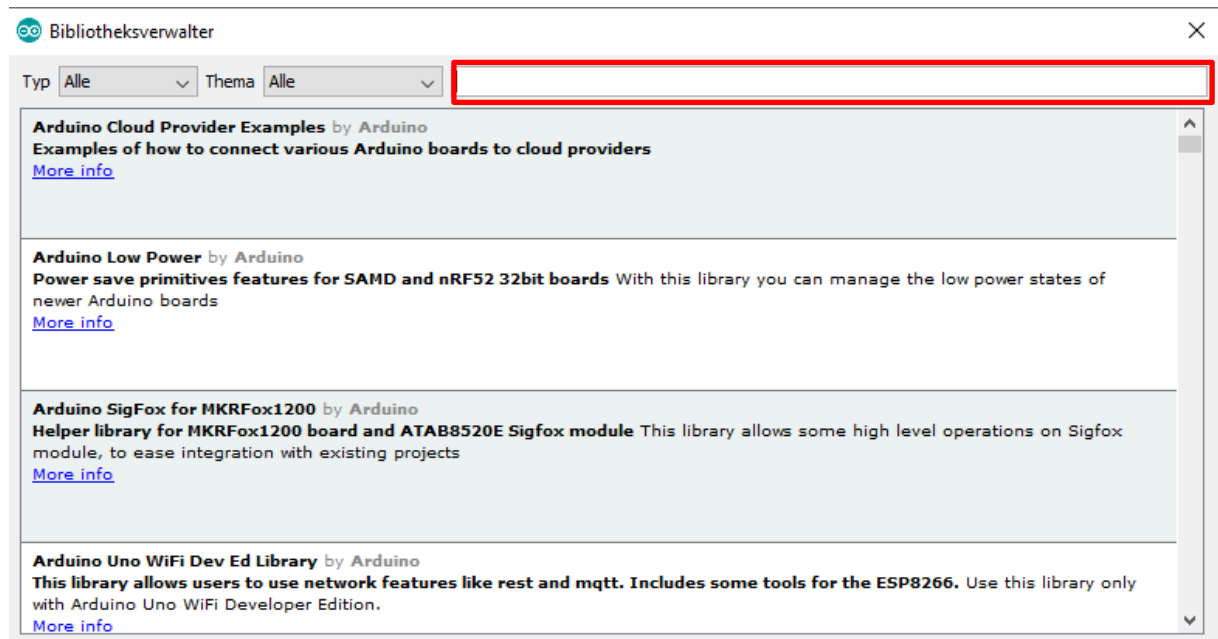 Bibliotheksverwalter
Typ Alle Thema Alle
Arduino Cloud Provider Examples by Arduino
Examples of how to connect various Arduino boards to cloud providers
More info
Arduino Low Power by Arduino
Power save primitives features for SAMD and nRF52 32bit boards With this library you can manage the low power states of
newer Arduino boards
More info
Arduino SigFox for MKRFox1200 by Arduino
Helper library for MKRFox1200 board and ATAB8520E Sigfox module This library allows some high level operations on Sigfox
module, to ease integration with existing projects
More info
Arduino Uno WiFi Dev Ed Library by Arduino
This library allows users to use network features like rest and mqtt. Includes some tools for the ESP8266. Use this library only
with Arduino Uno WiFi Developer Edition.
More info